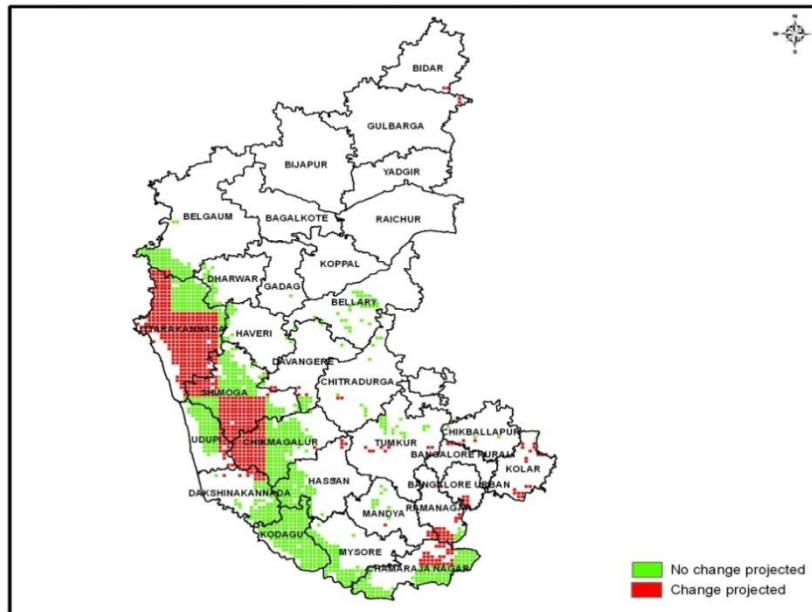 N
W
E
S
BIDAR
GULBARGA
BIJAPUR
YADGIR
BELGAUM
BAGALKOTE
RAICHUR
KOPPAL
DHARWAR
GADAG
BELLARY
UTTARAKANNADA
HAVERI
DAVANGERE
CHITRADURGA
SHIMOGA
UDUPI
CHIKMAGALUR
TUMKUR
CHIKBALLAPUR
BANGALORE RURAL
KOLAR
HASSAN
BANGALORE URBAN
DAKSHINAKANNADA
RAMANAGAR
MANDYA
KODAGU
MYSORE
CHAMARAJA NAGAR
No change projected
Change projected